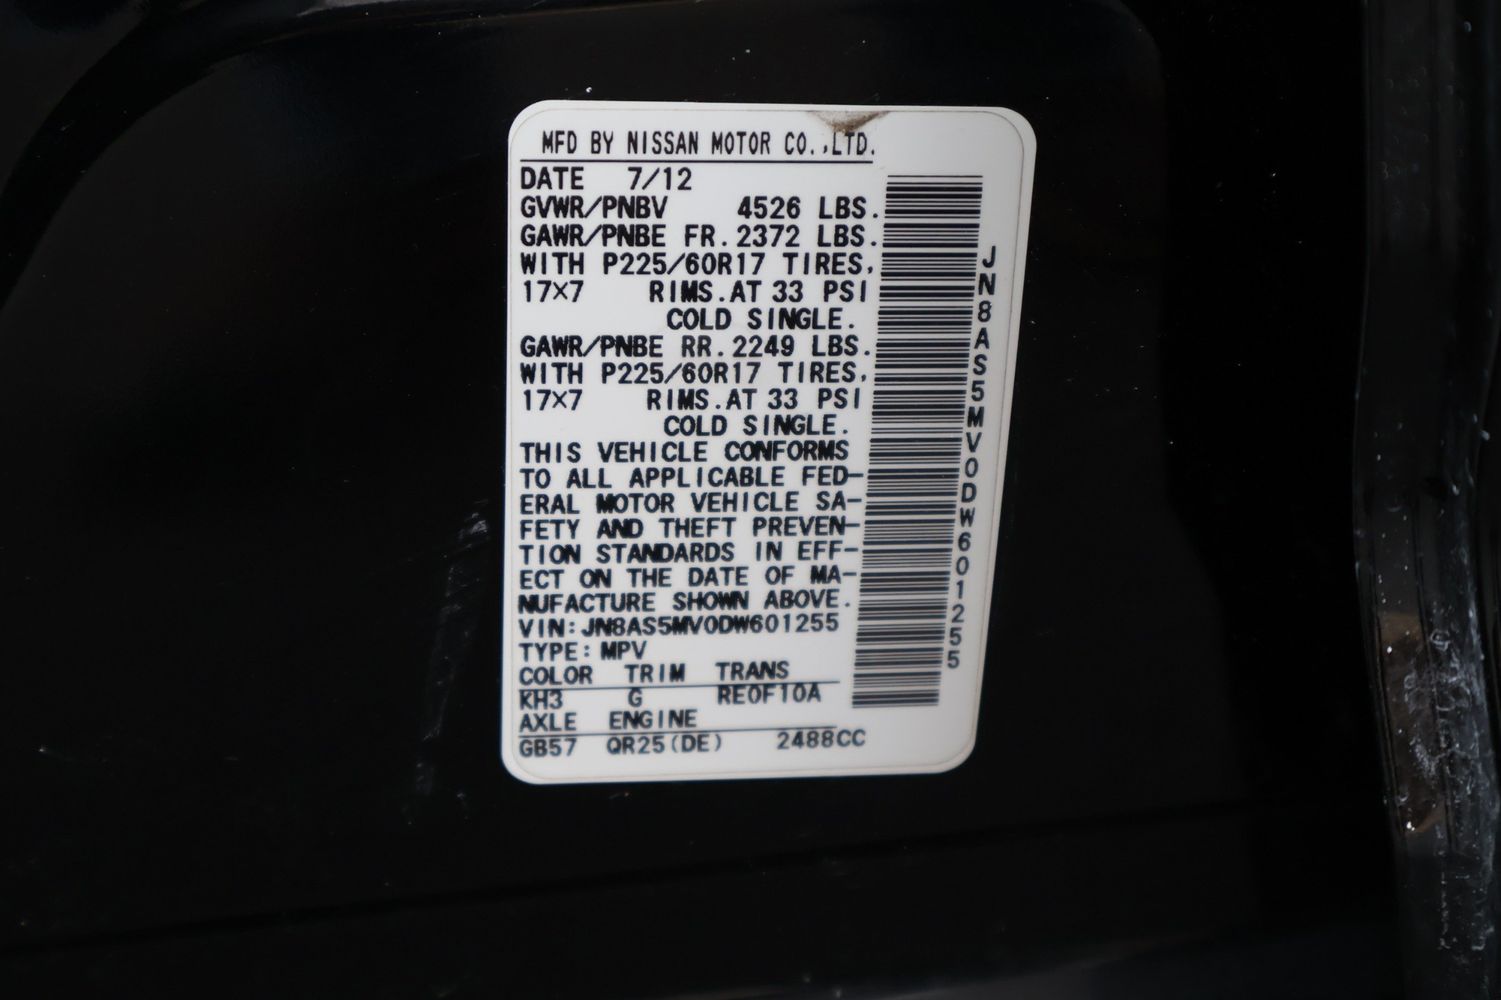 MFD BY NISSAN MOTOR CO.,LTD.
DATE 7/12
GVWR/PNBV 4526 LBS.
GAWR/PNBE FR.2372 LBS.
WITH P225/60R17 TIRES,
17×7 RIMS.AT 33 PSI
COLD SINGLE.
GAWR/PNBE RR.2249 LBS.
WITH P225/60R17 TIRES,
17×7 RIMS.AT 33 PSI
COLD SINGLE.
THIS VEHICLE CONFORMS
TO ALL APPLICABLE FED-
ERAL MOTOR VEHICLE SA-
FETY AND THEFT PREVEN-
TION STANDARDS IN EFF-
ECT ON THE DATE OF MA-
NUFACTURE SHOWN ABOVE.
VIN:JN8AS5MV0DW601255
TYPE:MPV
COLOR TRIM TRANS
KH3 G RE0F10A
AXLE ENGINE
GB57 QR25(DE) 2488CC
JN8AS5MV0DW601255